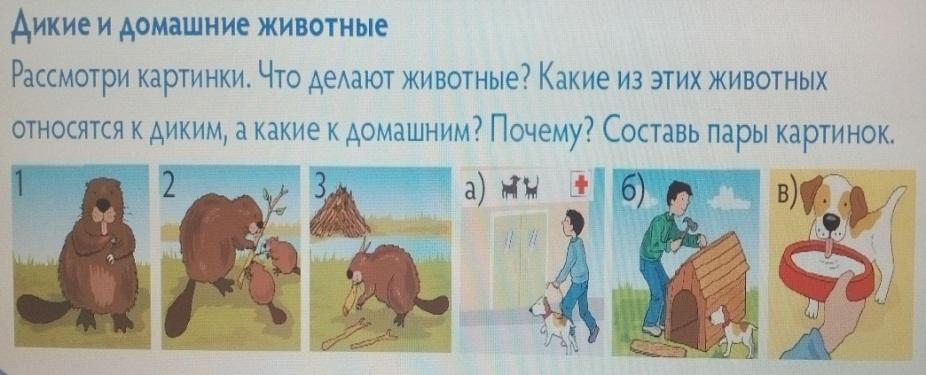 Дикие и домашние животные
Рассмотри картинки. Что делают животные? Какие из этих животных
относятся к диким, а какие к домашним? Почему? Составь пары картинок.
1 2 3 а) б) в)